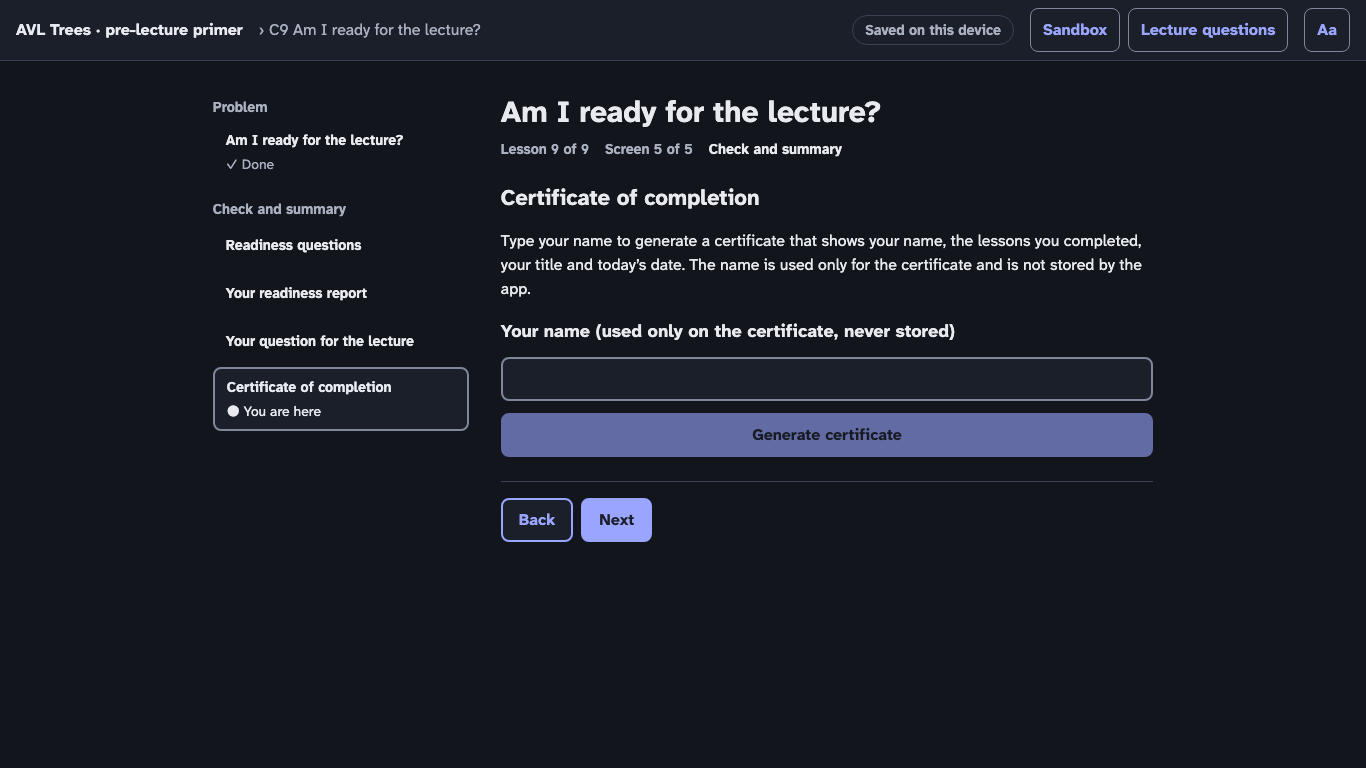 AVL Trees · pre-lecture primer › C9 Am I ready for the lecture?
Saved on this device
Sandbox
Lecture questions
Aa
Problem
Am I ready for the lecture?
✓ Done
Check and summary
Readiness questions
Your readiness report
Your question for the lecture
Certificate of completion
You are here
Am I ready for the lecture?
Lesson 9 of 9 Screen 5 of 5 Check and summary
Certificate of completion
Type your name to generate a certificate that shows your name, the lessons you completed,
your title and today’s date. The name is used only for the certificate and is not stored by the
app.
Your name (used only on the certificate, never stored)
Generate certificate
Back
Next